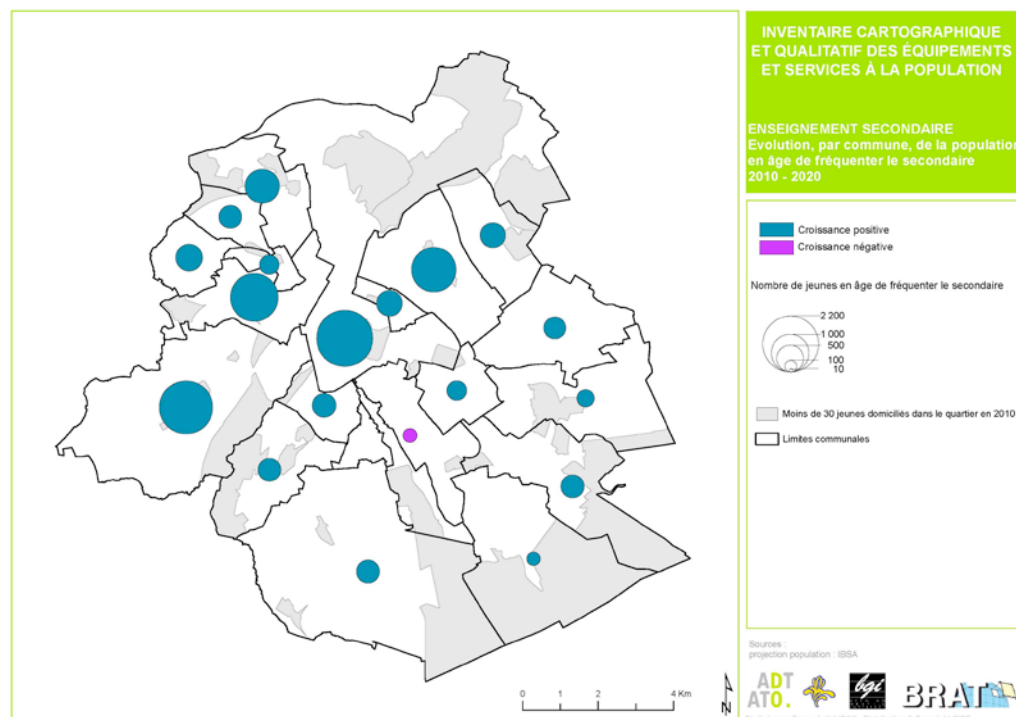 INVENTAIRE CARTOGRAPHIQUE
ET QUALITATIF DES ÉQUIPEMENTS
ET SERVICES À LA POPULATION
ENSEIGNEMENT SECONDAIRE
Evolution, par commune, de la population
en âge de fréquenter le secondaire
2010 - 2020
Croissance positive
Croissance négative
Nombre de jeunes en âge de fréquenter le secondaire
2 200
1 000
500
100
10
Moins de 30 jeunes domiciliés dans le quartier en 2010
Limites communales
Sources :
projection population : IBSA
ADT
ATO.
bgi
BRAT
N
0 1 2 4 Km